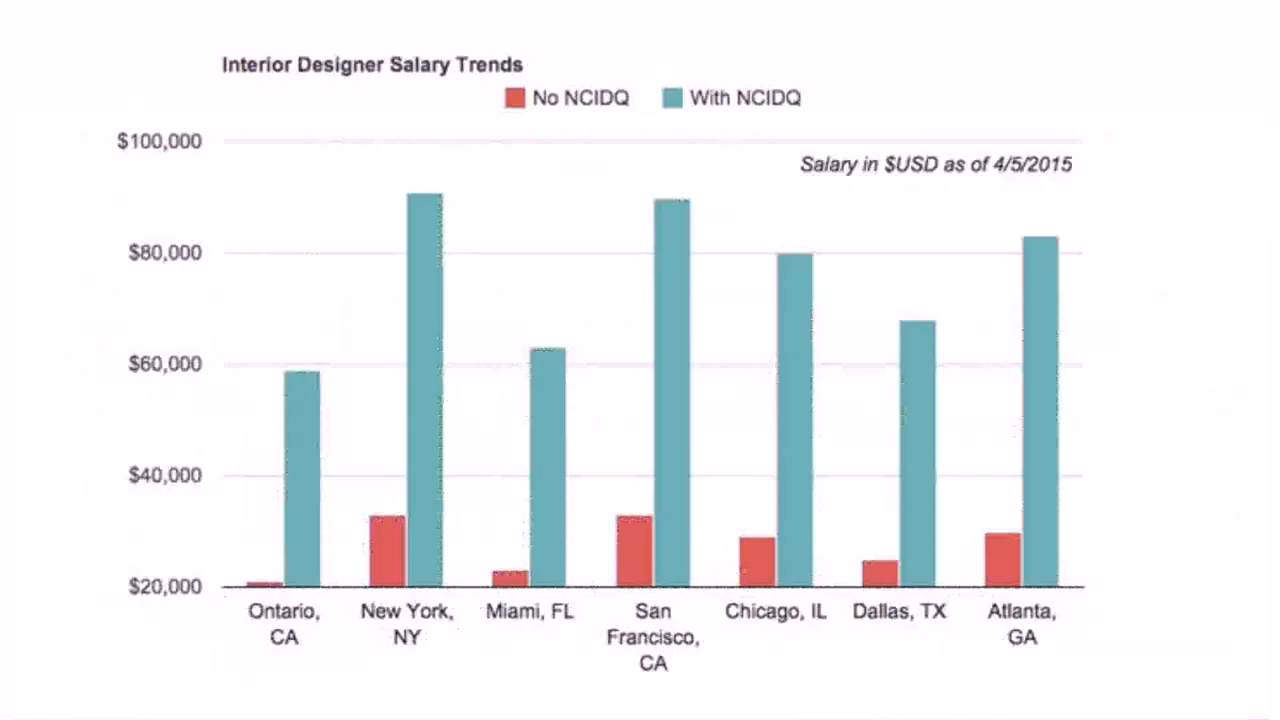 Interior Designer Salary Trends
No NCIDQ
With NCIDQ
$100,000
Salary in $USD as of 4/5/2015
$80,000
$60,000
$40,000
$20,000
Ontario,
CA
New York,
NY
Miami, FL
San
Francisco,
CA
Chicago, IL
Dallas, TX
Atlanta,
GA